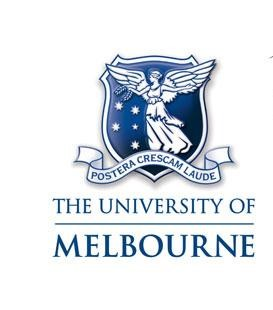 POSTERA CRESCAM LAUDE
THE UNIVERSITY OF
MELBOURNE